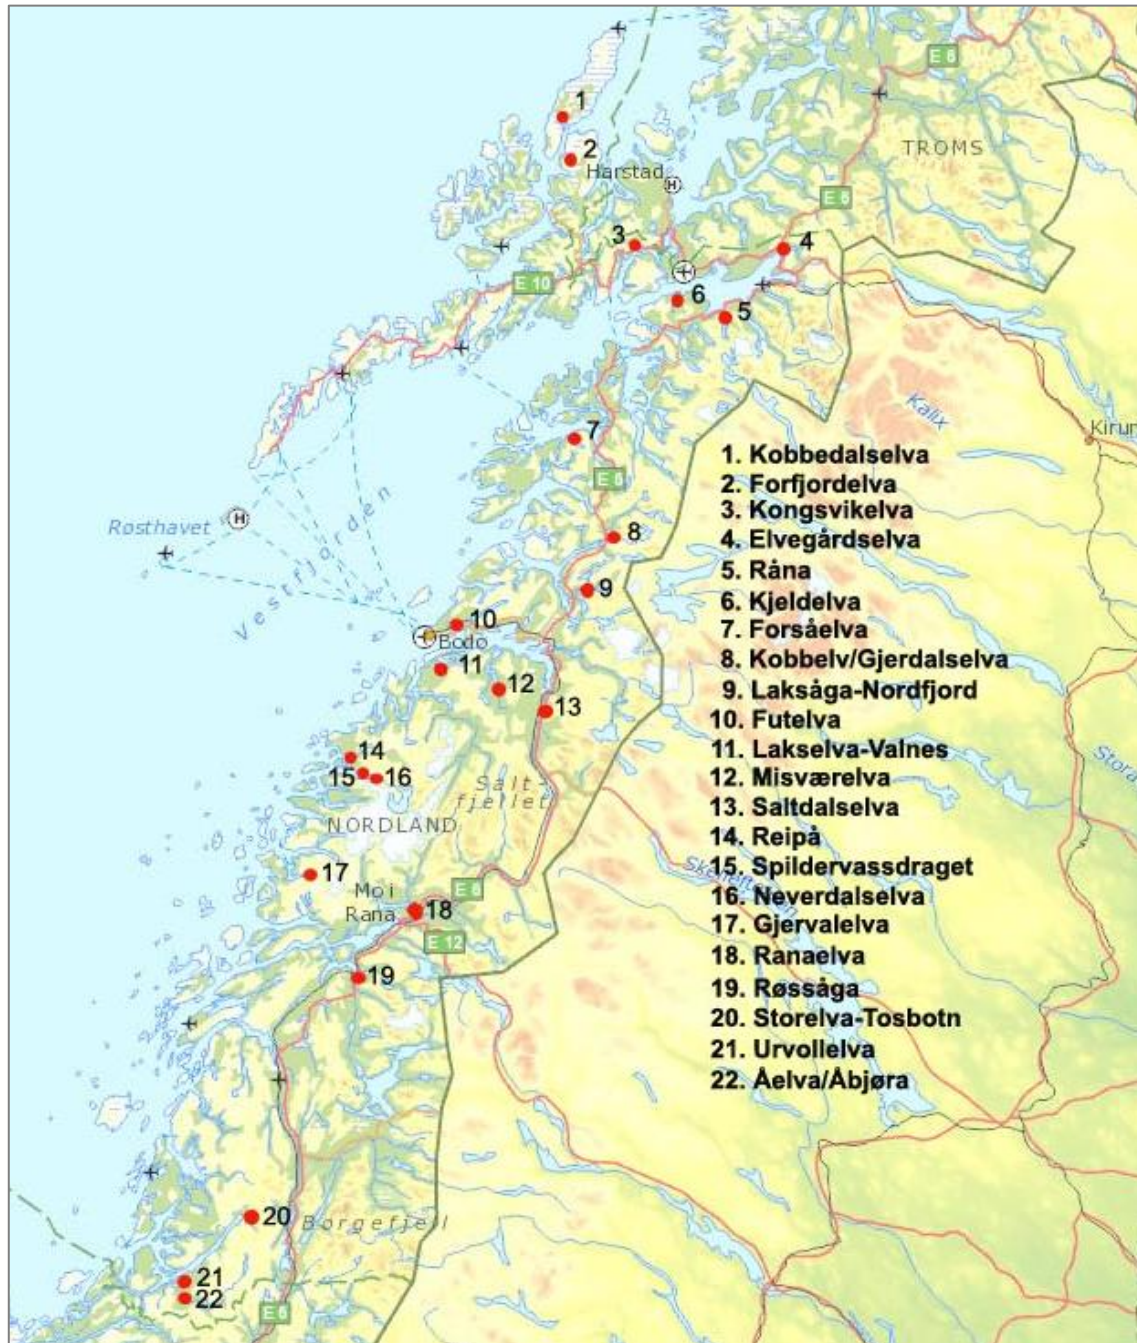 E 6
TROMS
1
2
Harstad
H
E 6
3
4
E 10
6
5
Kalix
Kirun
7
E 6
1. Kobbedalselva
2. Forfjordelva
3. Kongsvikelva
4. Elvegårdselva
5. Råna
6. Kjeldelva
7. Forsåelva
8. Kobbelv/Gjerdalselva
9. Laksåga-Nordfjord
10. Futelva
11. Lakselva-Valnes
12. Misværelva
13. Saltdalselva
14. Reipå
15. Spildervassdraget
16. Neverdalselva
17. Gjervalelva
18. Ranaelva
19. Røssåga
20. Storelva-Tosbotn
21. Urvollelva
22. Åelva/Åbjøra
Røsthavet
H
Vestfjorden
8
9
10
Bodø
11
12
13
14
15
16
Salt-
fjellet
NORDLAND
Stora
17
Moi
Rana
E 6
18
E 12
19
20
Borgefjell
21
22
E 6